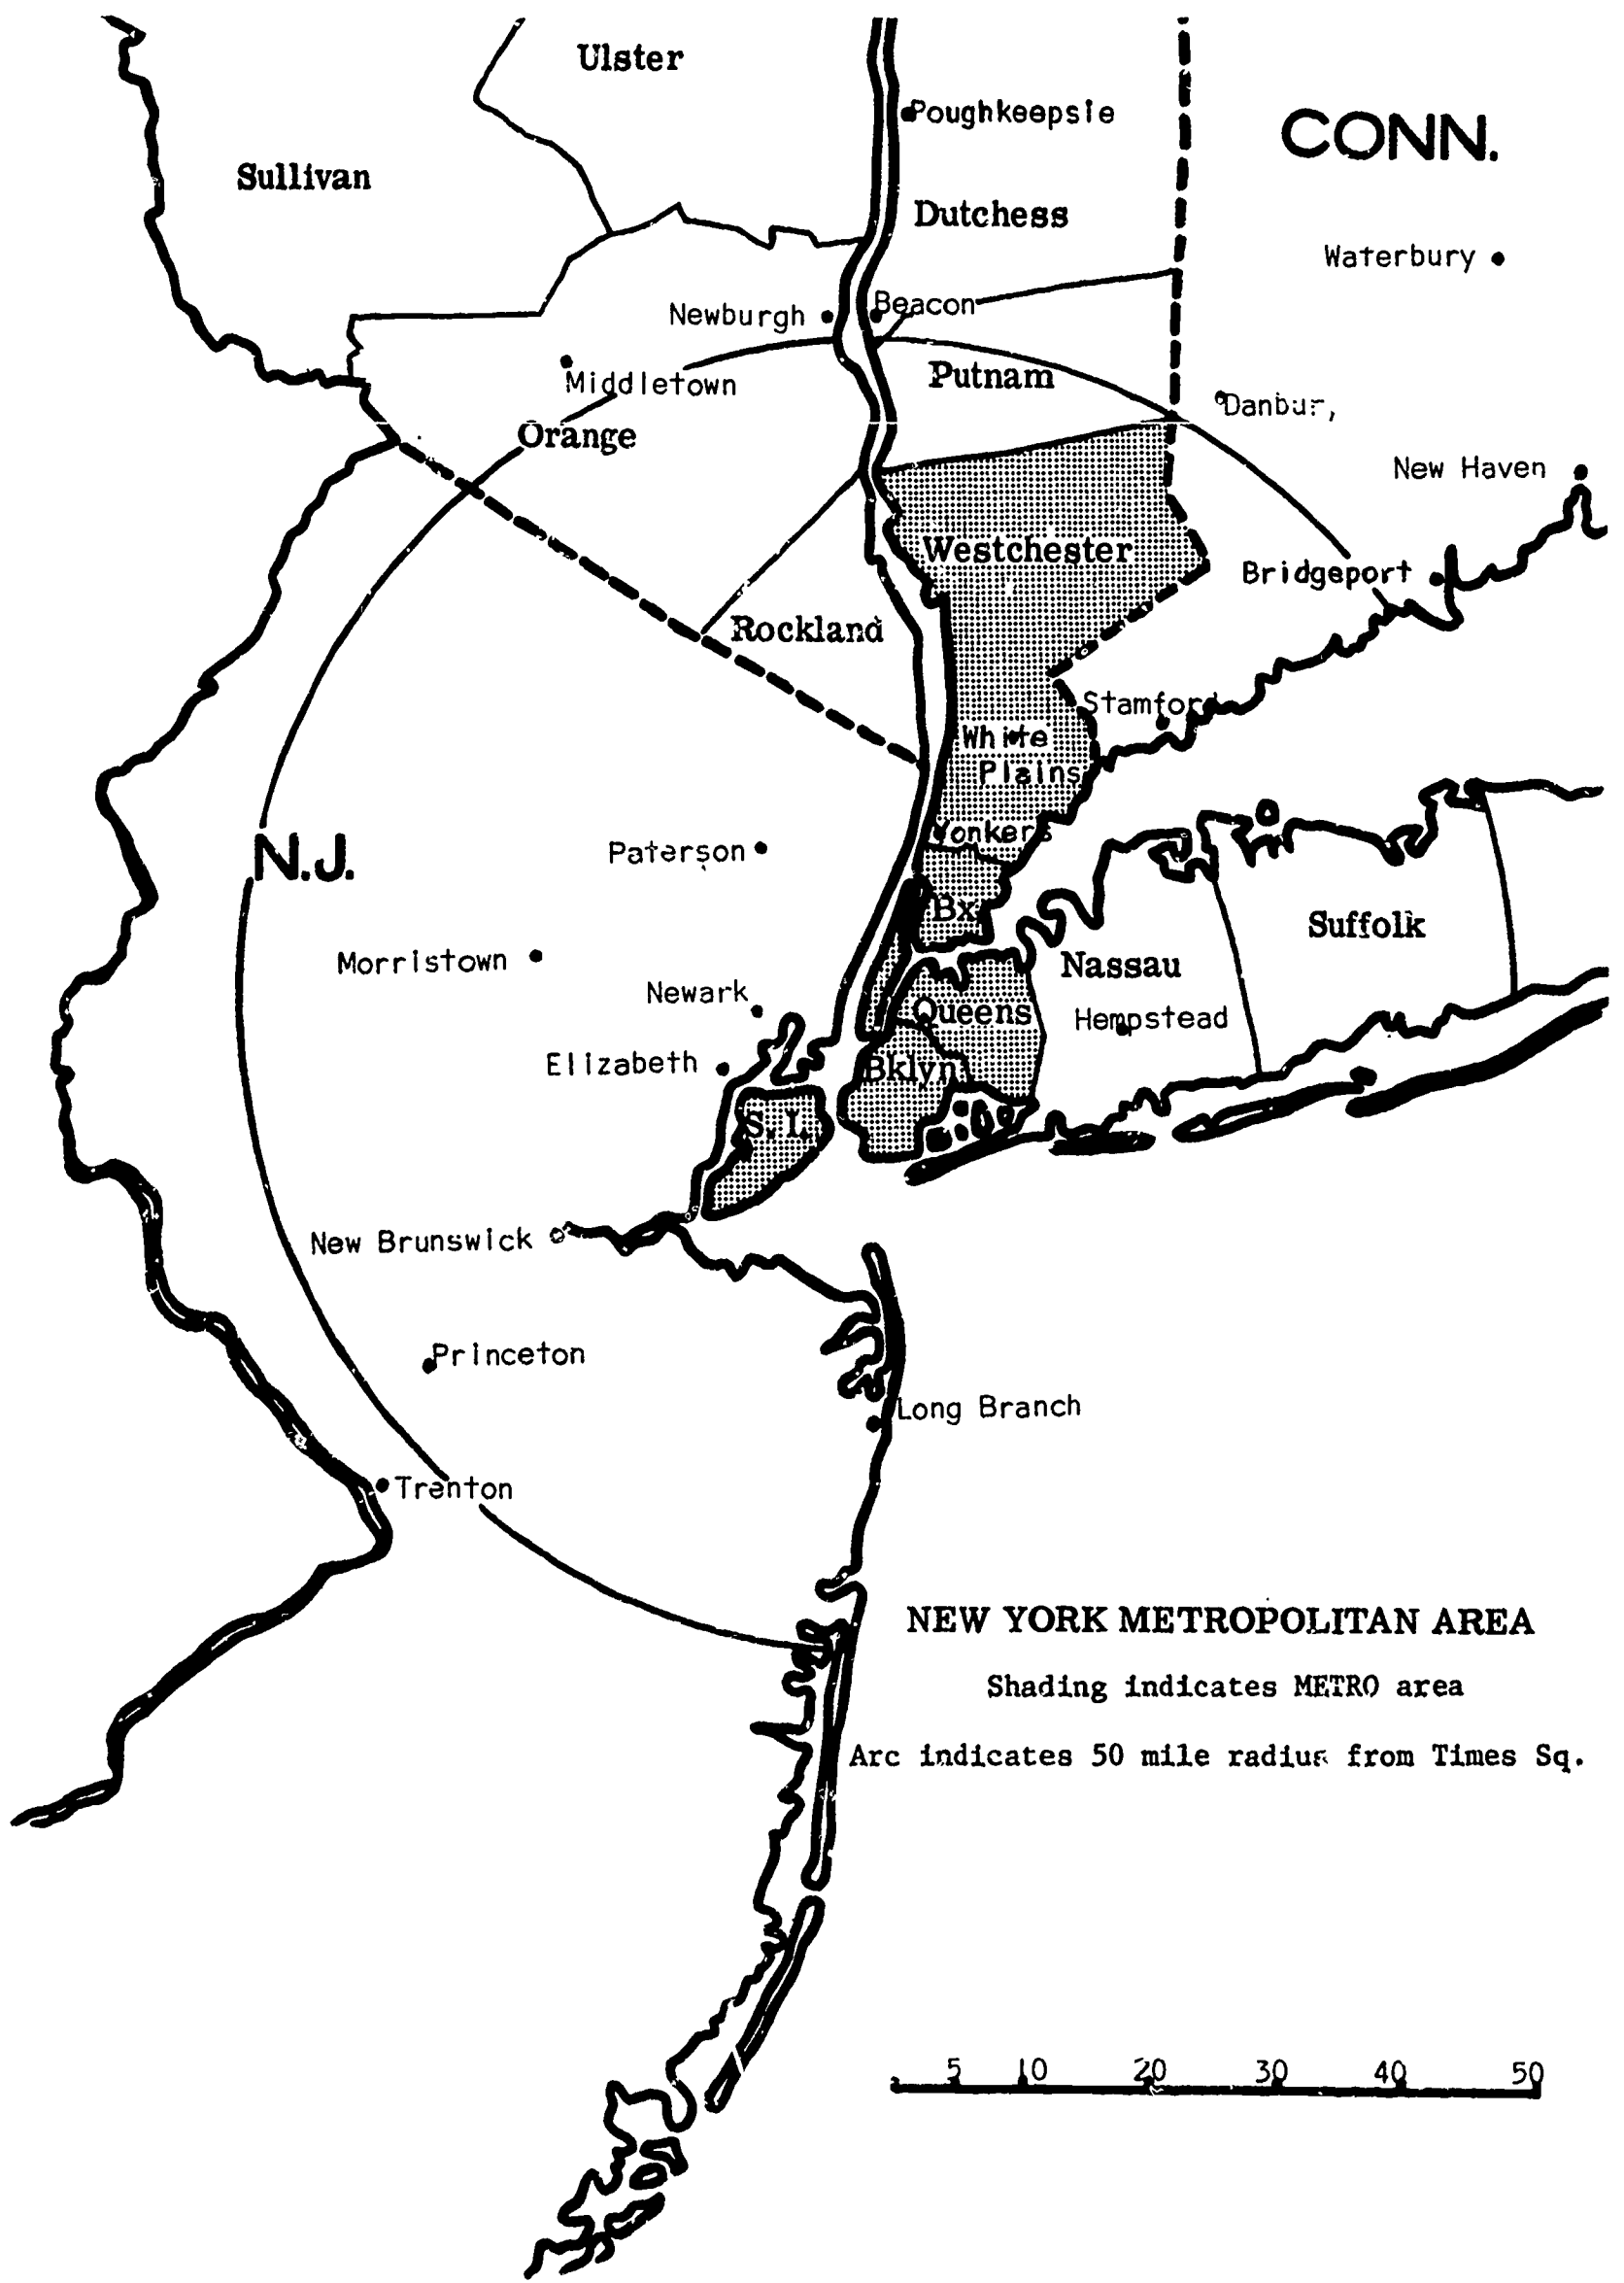 Ulster
Poughkeepsie
CONN.
Sullivan
Dutchess
Waterbury
Newburgh
Beacon
Middletown
Putnam
Danbur,
Orange
New Haven
Westchester
Bridgeport
Rockland
Stamford
White
Plains
Yonkers
Paterson
N.J.
Bx
Suffolk
Morristown
Nassau
Newark
Queens
Hempstead
Elizabeth
Bklyn
S. I.
New Brunswick
Princeton
Long Branch
Trenton
NEW YORK METROPOLITAN AREA
Shading indicates METRO area
Arc indicates 50 mile radius from Times Sq.
5 10 20 30 40 50